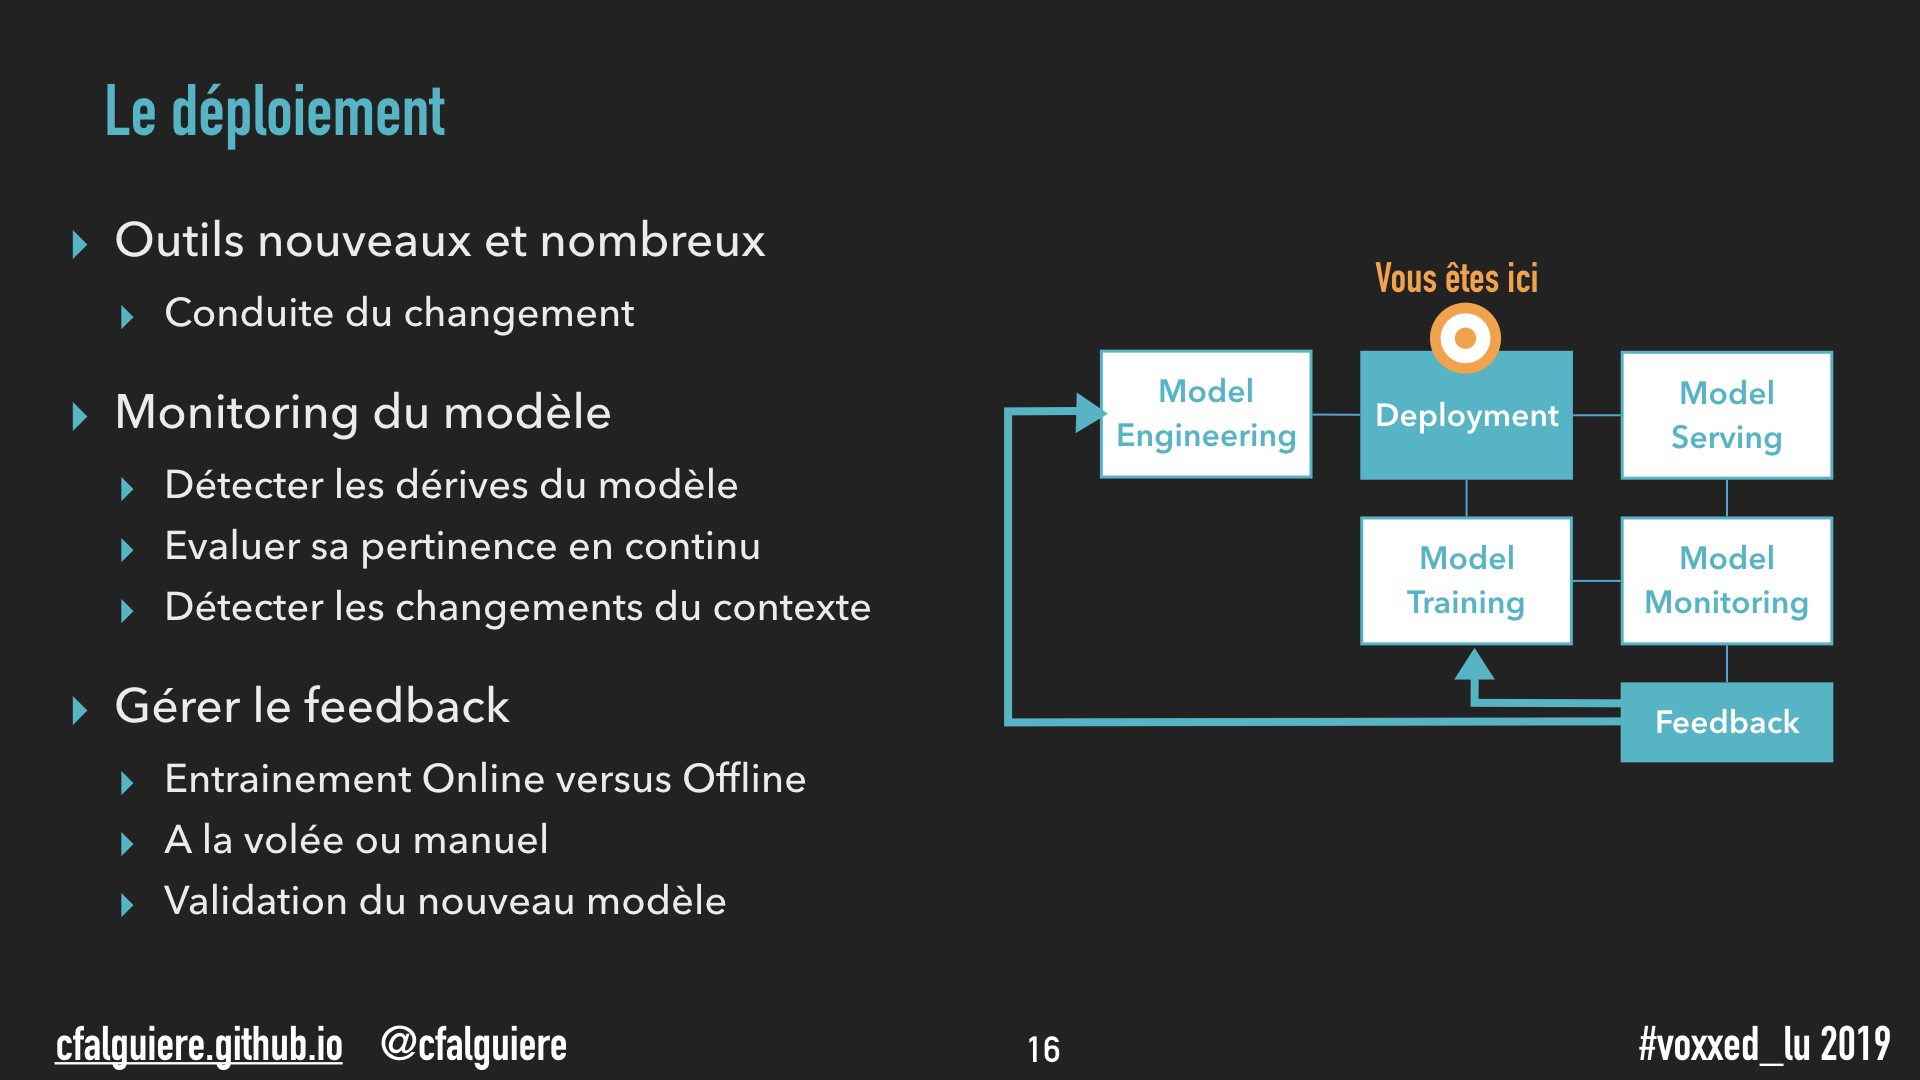 Le déploiement
Outils nouveaux et nombreux
Conduite du changement
Monitoring du modèle
Détecter les dérives du modèle
Evaluer sa pertinence en continu
Détecter les changements du contexte
Gérer le feedback
Entrainement Online versus Offline
A la volée ou manuel
Validation du nouveau modèle
Vous êtes ici
Model
Engineering
Deployment
Model
Serving
Model
Training
Model
Monitoring
Feedback
cfalguiere.github.io @cfalguiere
16
#voxxed_lu 2019